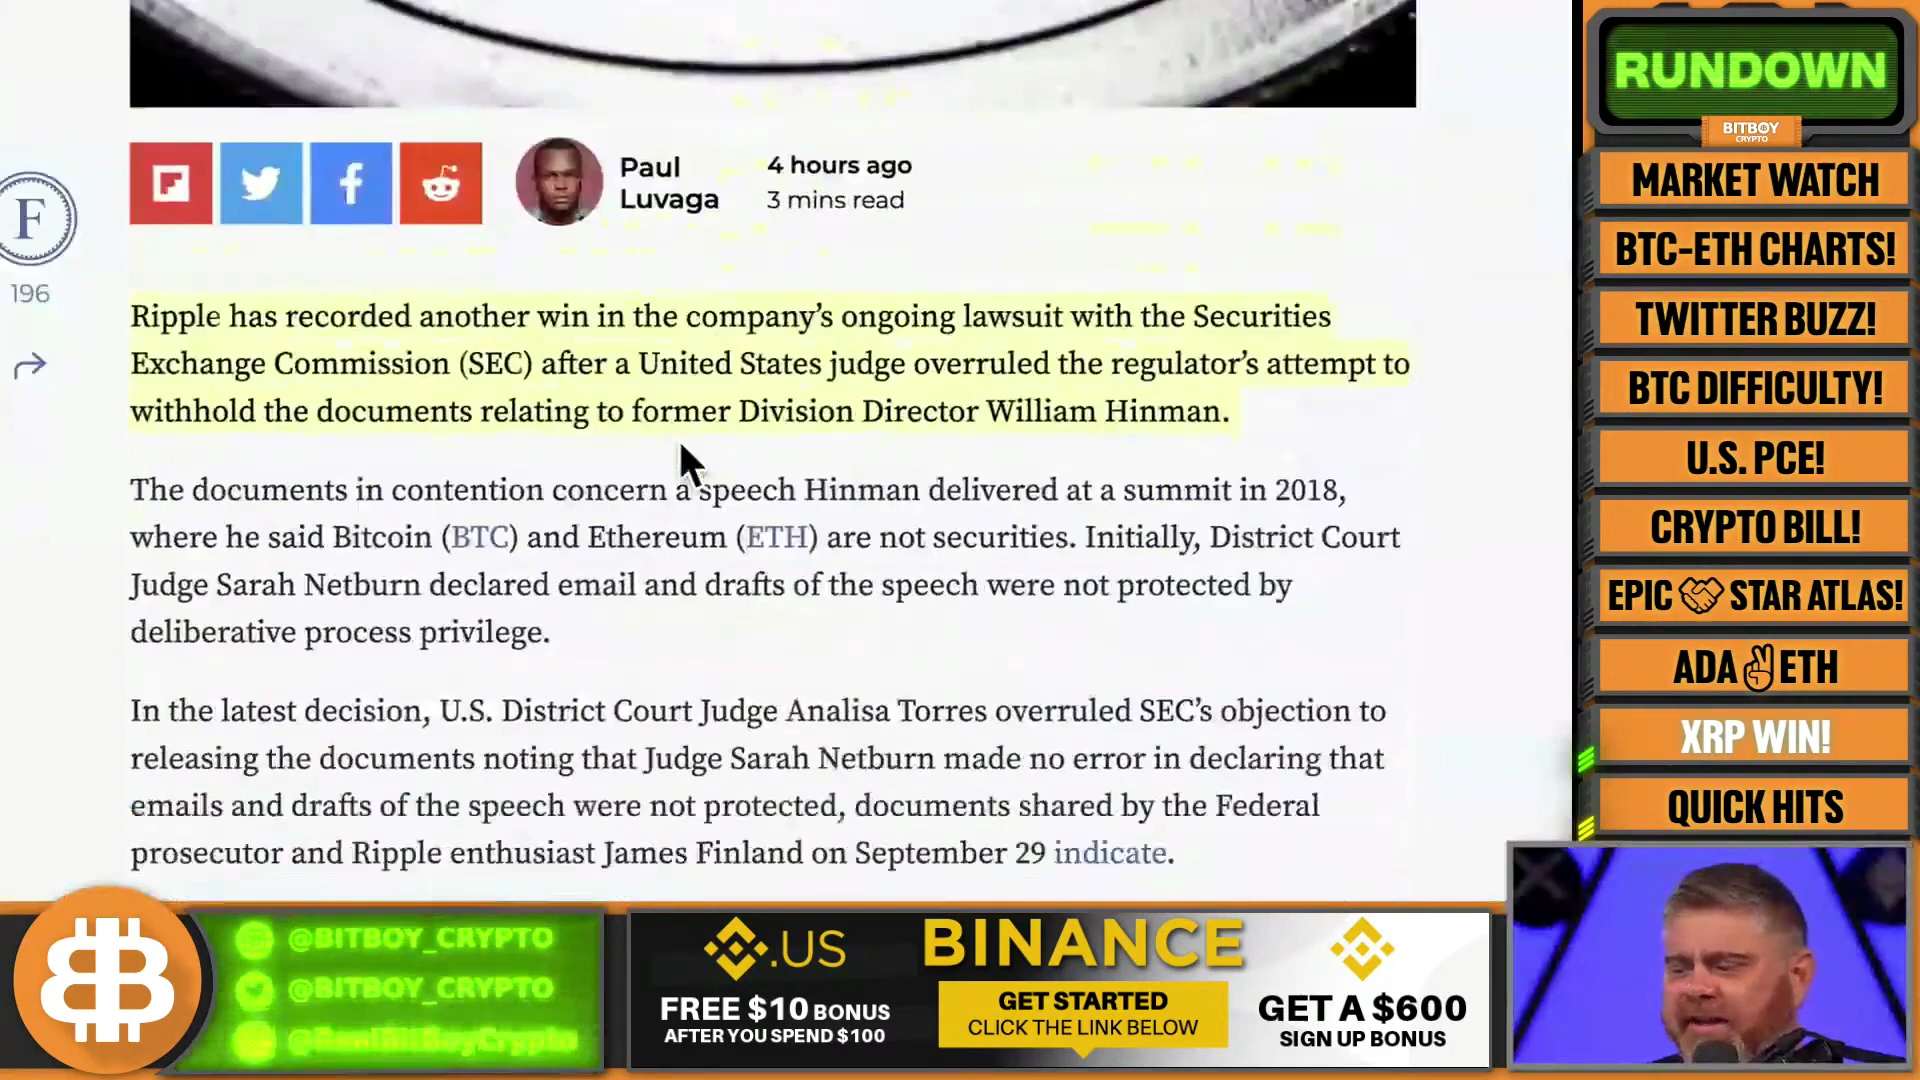 RUNDOWN
BITBOY
CRYPTO
MARKET WATCH
BTC-ETH CHARTS!
TWITTER BUZZ!
BTC DIFFICULTY!
U.S. PCE!
CRYPTO BILL!
EPIC STAR ATLAS!
ADA ETH
XRP WIN!
QUICK HITS
F
196
f
Paul
Luvaga
4 hours ago
3 mins read
Ripple has recorded another win in the company’s ongoing lawsuit with the Securities
Exchange Commission (SEC) after a United States judge overruled the regulator’s attempt to
withhold the documents relating to former Division Director William Hinman.
The documents in contention concern a speech Hinman delivered at a summit in 2018,
where he said Bitcoin (BTC) and Ethereum (ETH) are not securities. Initially, District Court
Judge Sarah Netburn declared email and drafts of the speech were not protected by
deliberative process privilege.
In the latest decision, U.S. District Court Judge Analisa Torres overruled SEC’s objection to
releasing the documents noting that Judge Sarah Netburn made no error in declaring that
emails and drafts of the speech were not protected, documents shared by the Federal
prosecutor and Ripple enthusiast James Finland on September 29 indicate.
@BITBOY_CRYPTO
@BITBOY_CRYPTO
@RealBitBoyCrypto
.US
FREE $10 BONUS
AFTER YOU SPEND $100
BINANCE
GET STARTED
CLICK THE LINK BELOW
GET A $600
SIGN UP BONUS